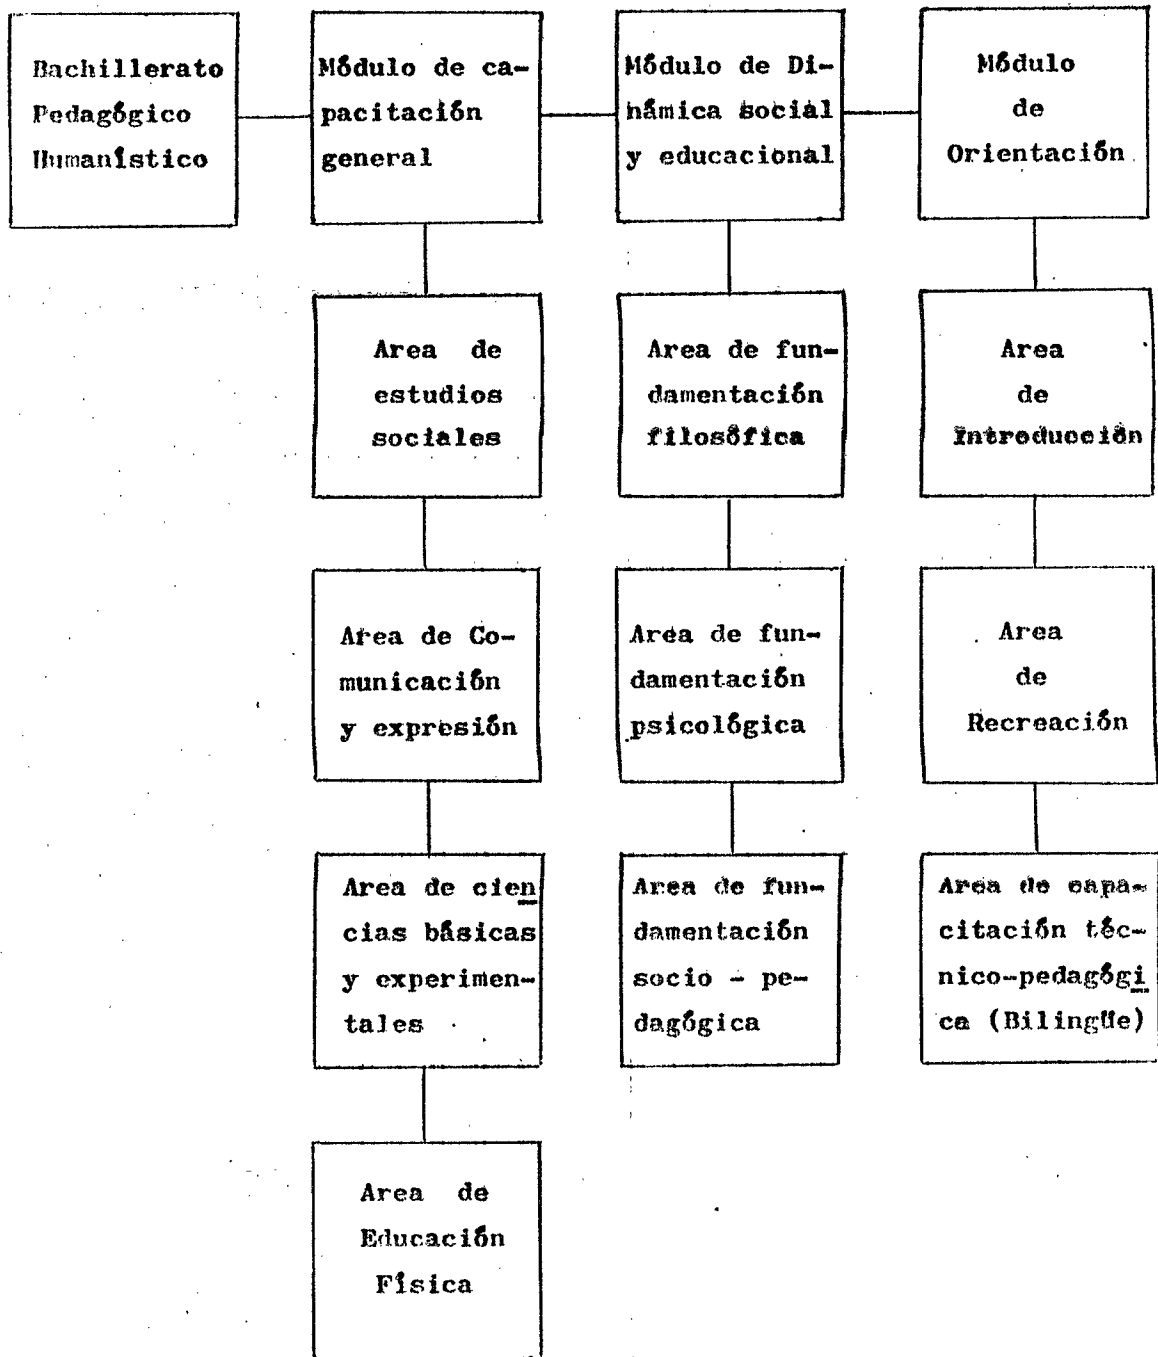 Bachillerato
Pedagógico
Humanístico
Módulo de ca-
pacitación
general
Módulo de Di-
námica social
y educacional
Módulo
de
Orientación
Area de
estudios
sociales
Area de fun-
damentación
filosófica
Area
de
Introducción
Area de Co-
municación
y expresión
Area de fun-
damentación
psicológica
Area
de
Recreación
Area de cien
cias básicas
y experimen-
tales
Area de fun-
damentación
socio - pe-
dagógica
Area de capa-
citación téc-
nico-pedagógi
ca (Bilingüe)
Area de
Educación
Física